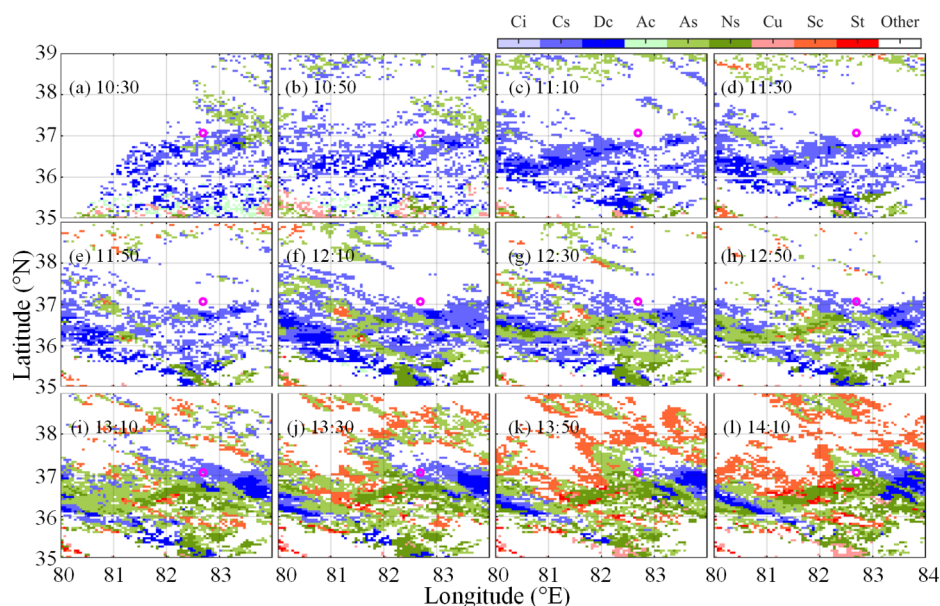 Ci Cs Dc Ac As Ns Cu Sc St Other
39
38
37
36
35
(a) 10:30
(b) 10:50
(c) 11:10
(d) 11:30
38
37
36
35
(e) 11:50
(f) 12:10
(g) 12:30
(h) 12:50
38
37
36
35
(i) 13:10
(j) 13:30
(k) 13:50
(l) 14:10
80 81 82 83 80 81 82 83 80 81 82 83 80 81 82 83 84
Latitude (°N)
Longitude (°E)